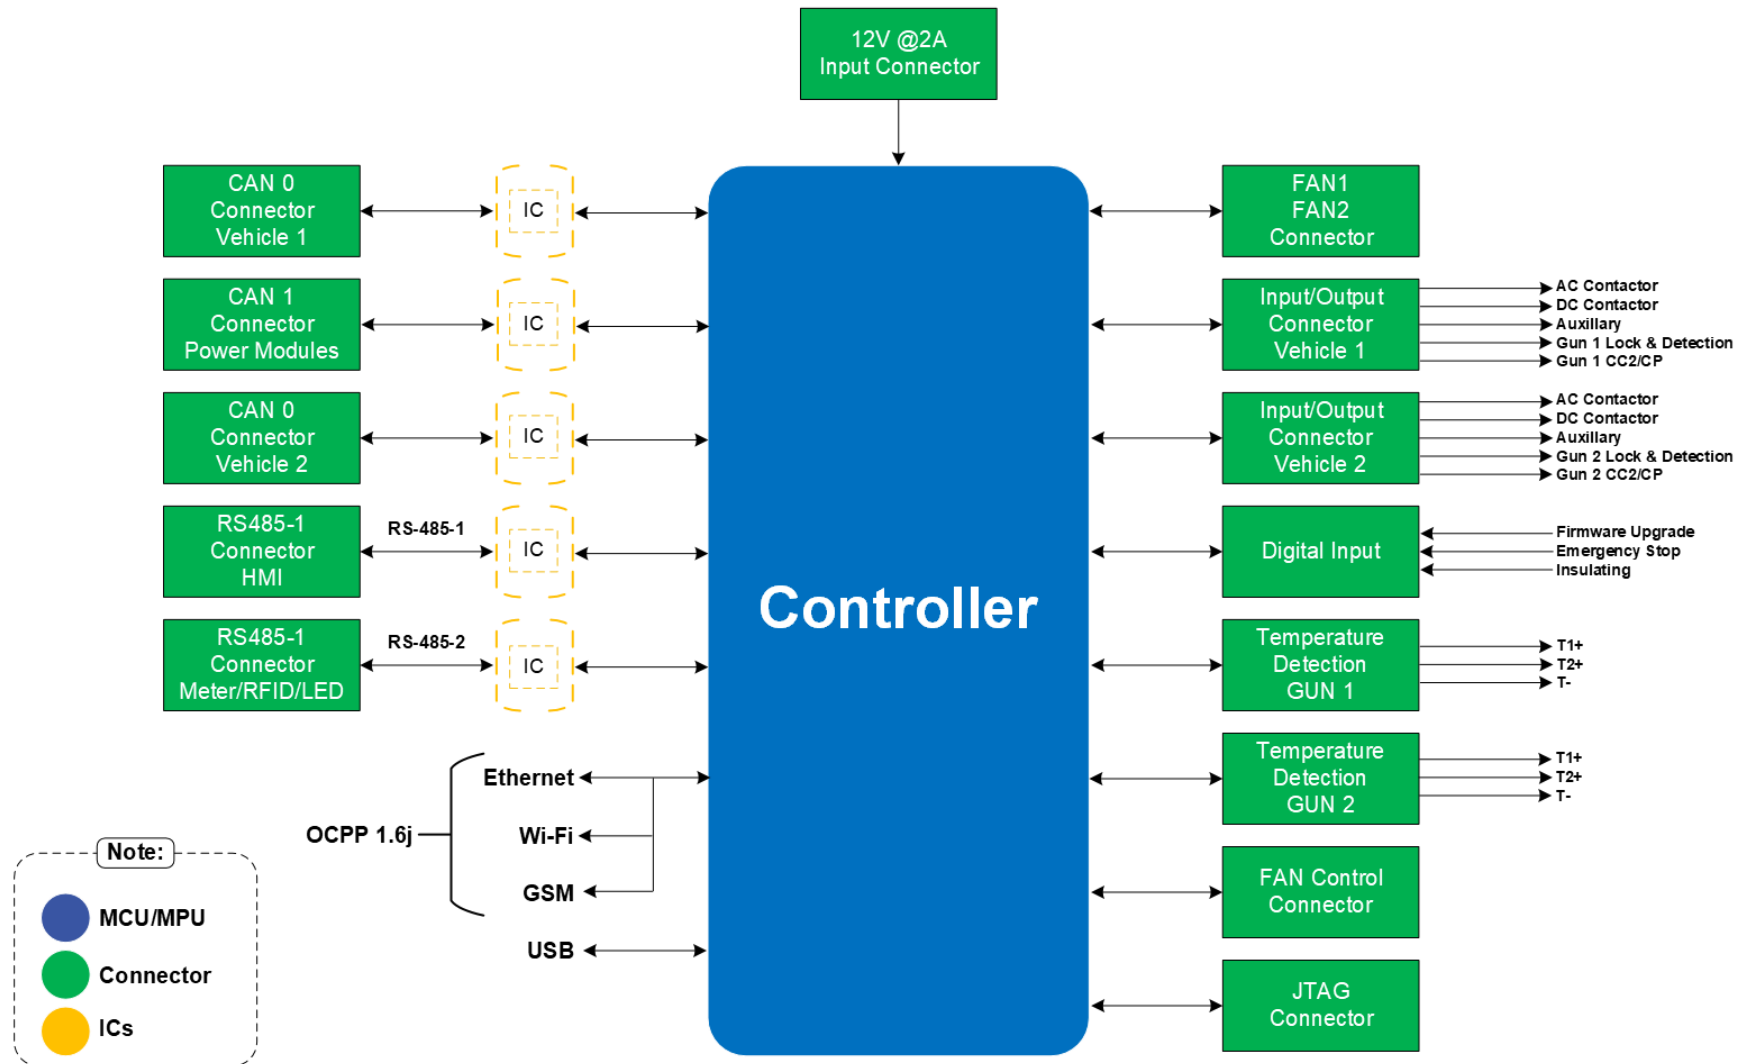 12V @2A
Input Connector
CAN 0
Connector
Vehicle 1
IC
CAN 1
Connector
Power Modules
IC
CAN 0
Connector
Vehicle 2
IC
RS485-1
Connector
HMI
RS-485-1
IC
RS485-1
Connector
Meter/RFID/LED
RS-485-2
IC
OCPP 1.6j
Ethernet
Wi-Fi
GSM
USB
Controller
FAN1
FAN2
Connector
Input/Output
Connector
Vehicle 1
AC Contactor
DC Contactor
Auxillary
Gun 1 Lock & Detection
Gun 1 CC2/CP
Input/Output
Connector
Vehicle 2
AC Contactor
DC Contactor
Auxillary
Gun 2 Lock & Detection
Gun 2 CC2/CP
Digital Input
Firmware Upgrade
Emergency Stop
Insulating
Temperature
Detection
GUN 1
T1+
T2+
T-
Temperature
Detection
GUN 2
T1+
T2+
T-
FAN Control
Connector
JTAG
Connector
Note:
MCU/MPU
Connector
ICs